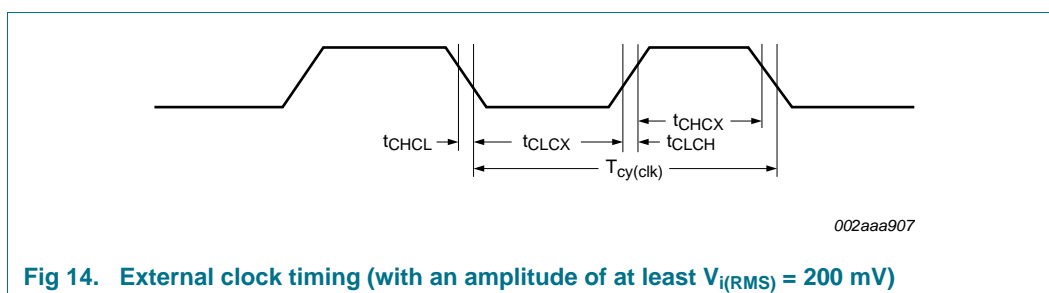 tCHCX
tCHCL
tCLCX
tCLCH
Tcy(clk)
002aaa907
Fig 14. External clock timing (with an amplitude of at least Vi(RMS) = 200 mV)